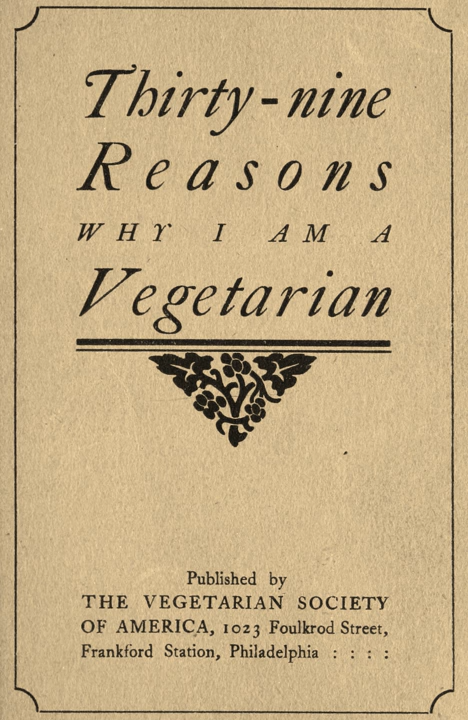 Thirty-nine
Reasons
WHY I AM A
Vegetarian
Published by
THE VEGETARIAN SOCIETY
OF AMERICA, 1023 Foulkrod Street,
Frankford Station, Philadelphia : : : :